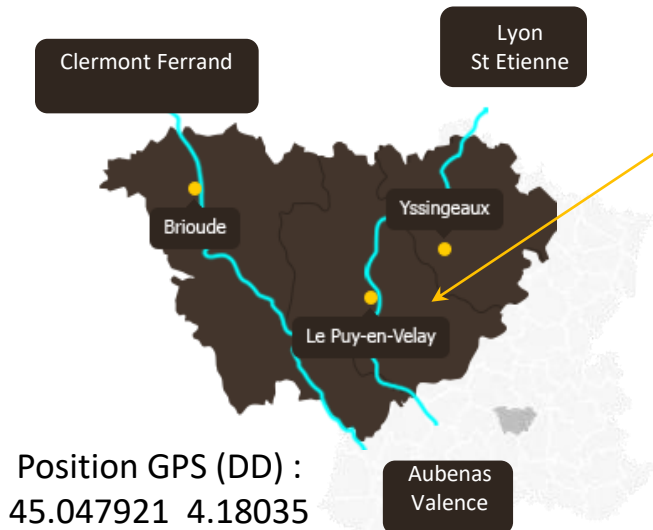 Lyon
St Etienne
Clermont Ferrand
Yssingeaux
Brioude
Le Puy-en-Velay
Position GPS (DD) :
45.047921 4.18035
Aubenas
Valence